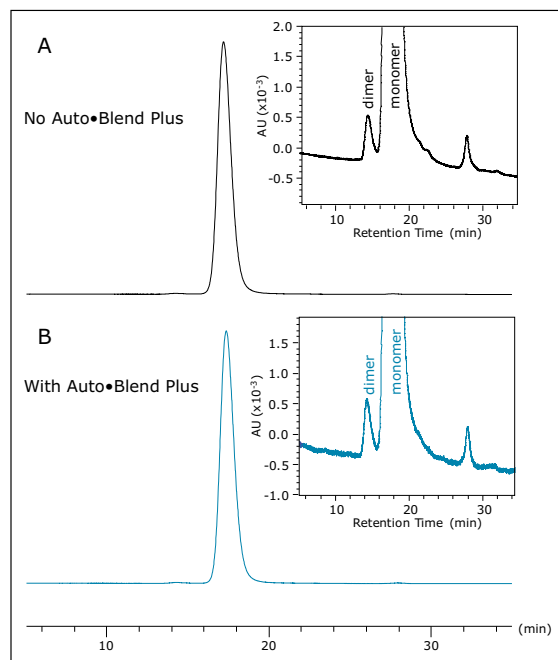 A
No Auto•Blend Plus
2.0
1.5
1.0
0.5
0.0
-0.5
AU (x10-3)
dimer
monomer
10 20 30
Retention Time (min)
B
With Auto•Blend Plus
1.5
1.0
0.5
0.0
-0.5
-1.0
AU (x10-3)
dimer
monomer
10 20 30
Retention Time (min)
(min)
10 20 30